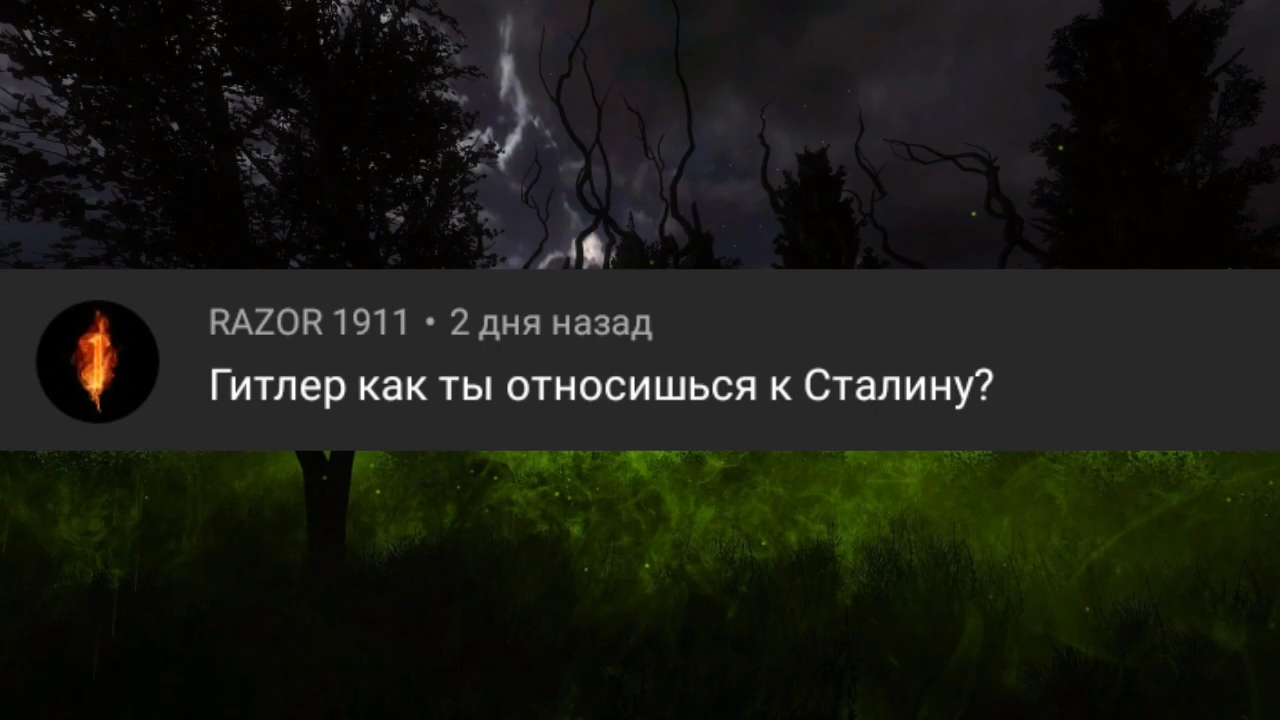 RAZOR 1911 • 2 дня назад
Гитлер как ты относишься к Сталину?